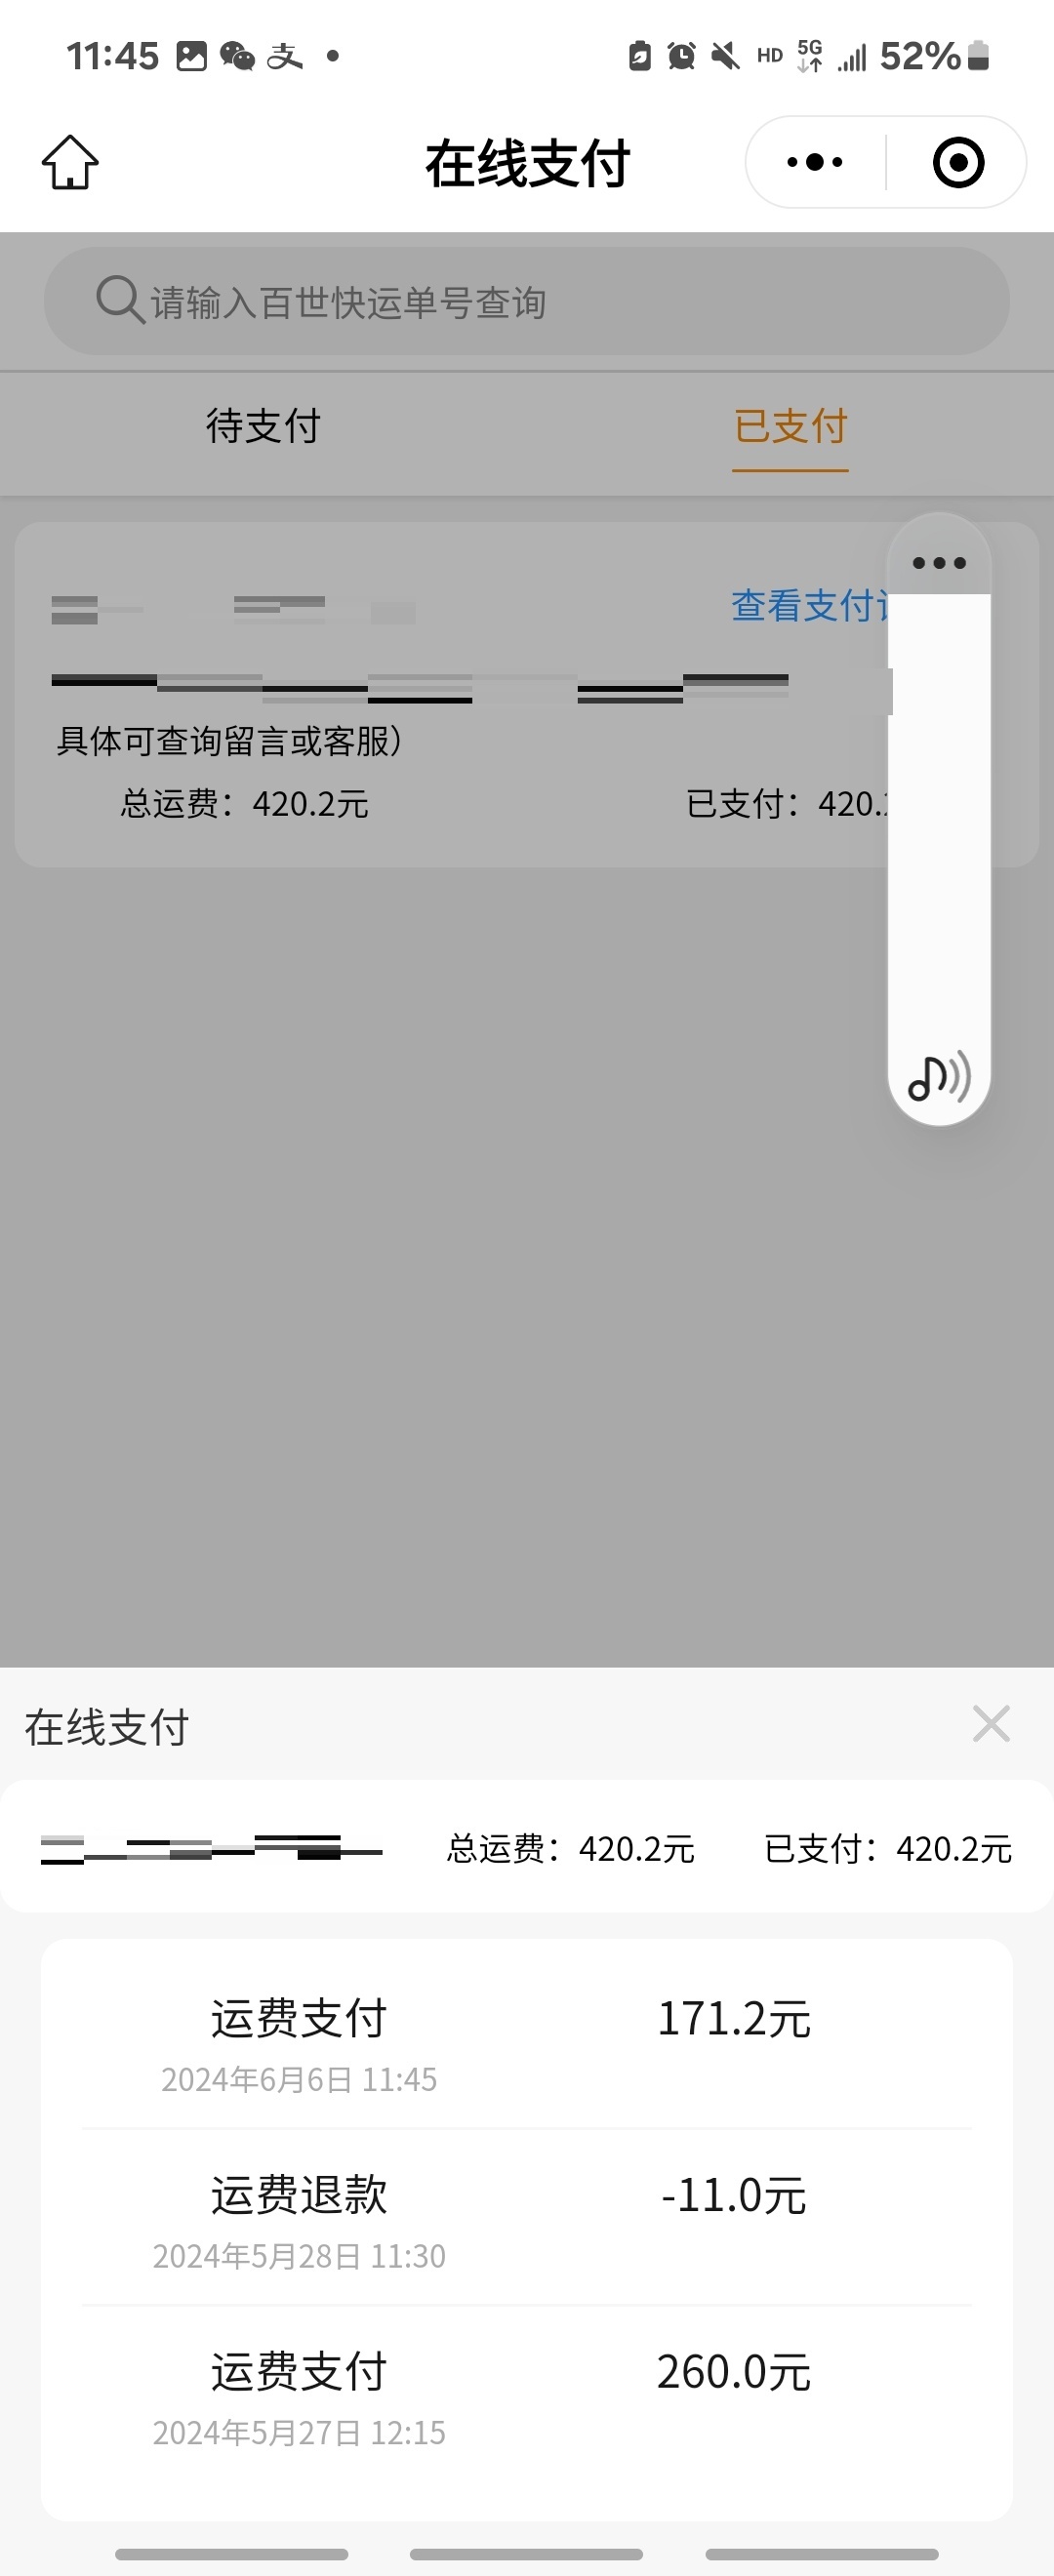 11:45 支 HD 5G 52%
在线支付
请输入百世快运单号查询
待支付 已支付
查看支付
具体可查询留言或客服）
总运费：420.2元 已支付：420.
在线支付
总运费：420.2元 已支付：420.2元
运费支付 171.2元
2024年6月6日 11:45
运费退款 -11.0元
2024年5月28日 11:30
运费支付 260.0元
2024年5月27日 12:15